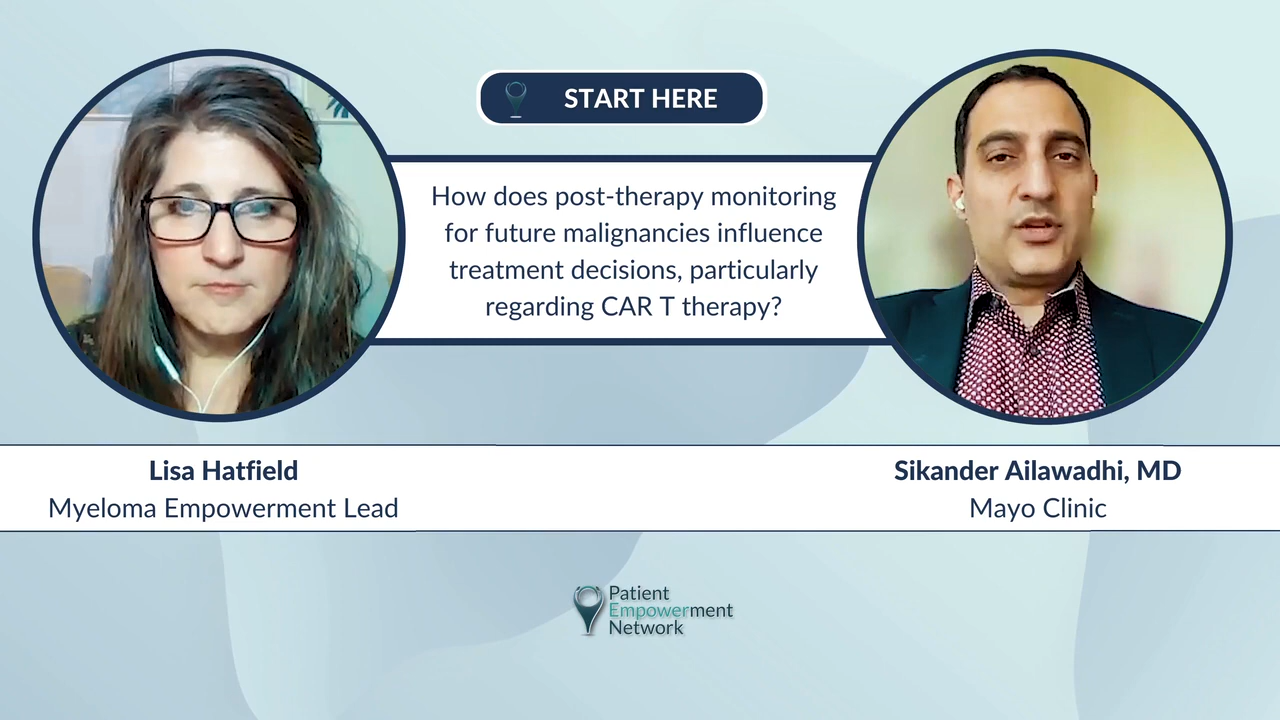 START HERE
How does post-therapy monitoring
for future malignancies influence
treatment decisions, particularly
regarding CAR T therapy?
Lisa Hatfield
Myeloma Empowerment Lead
Sikander Ailawadhi, MD
Mayo Clinic
Patient
Empowerment
Network